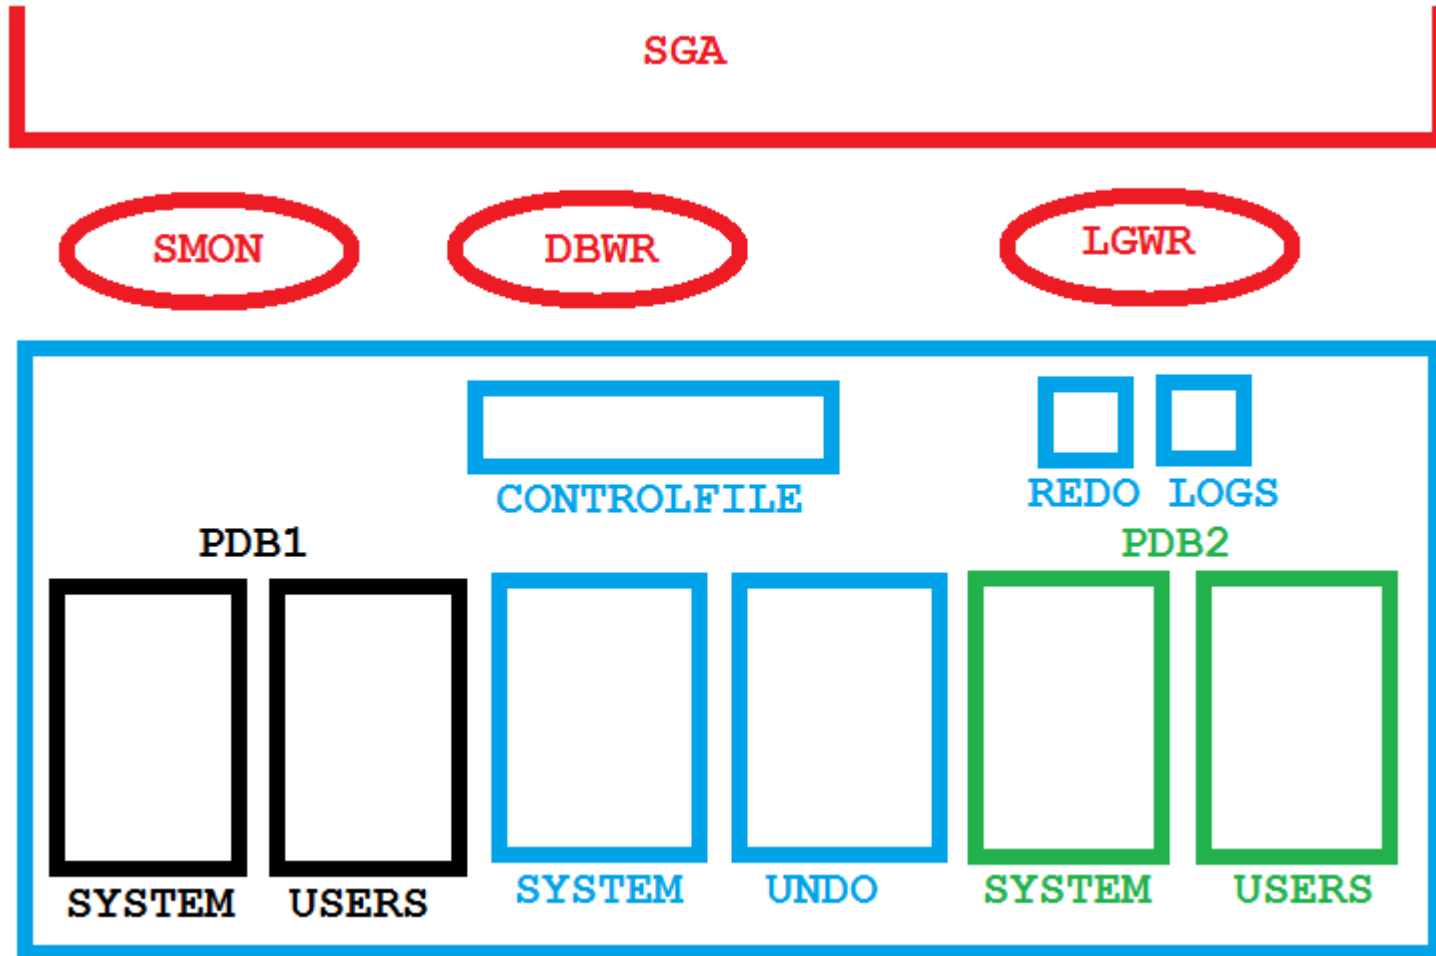 SGA
SMON DBWR LGWR
CONTROLFILE REDO LOGS
PDB1 PDB2
SYSTEM USERS SYSTEM UNDO SYSTEM USERS